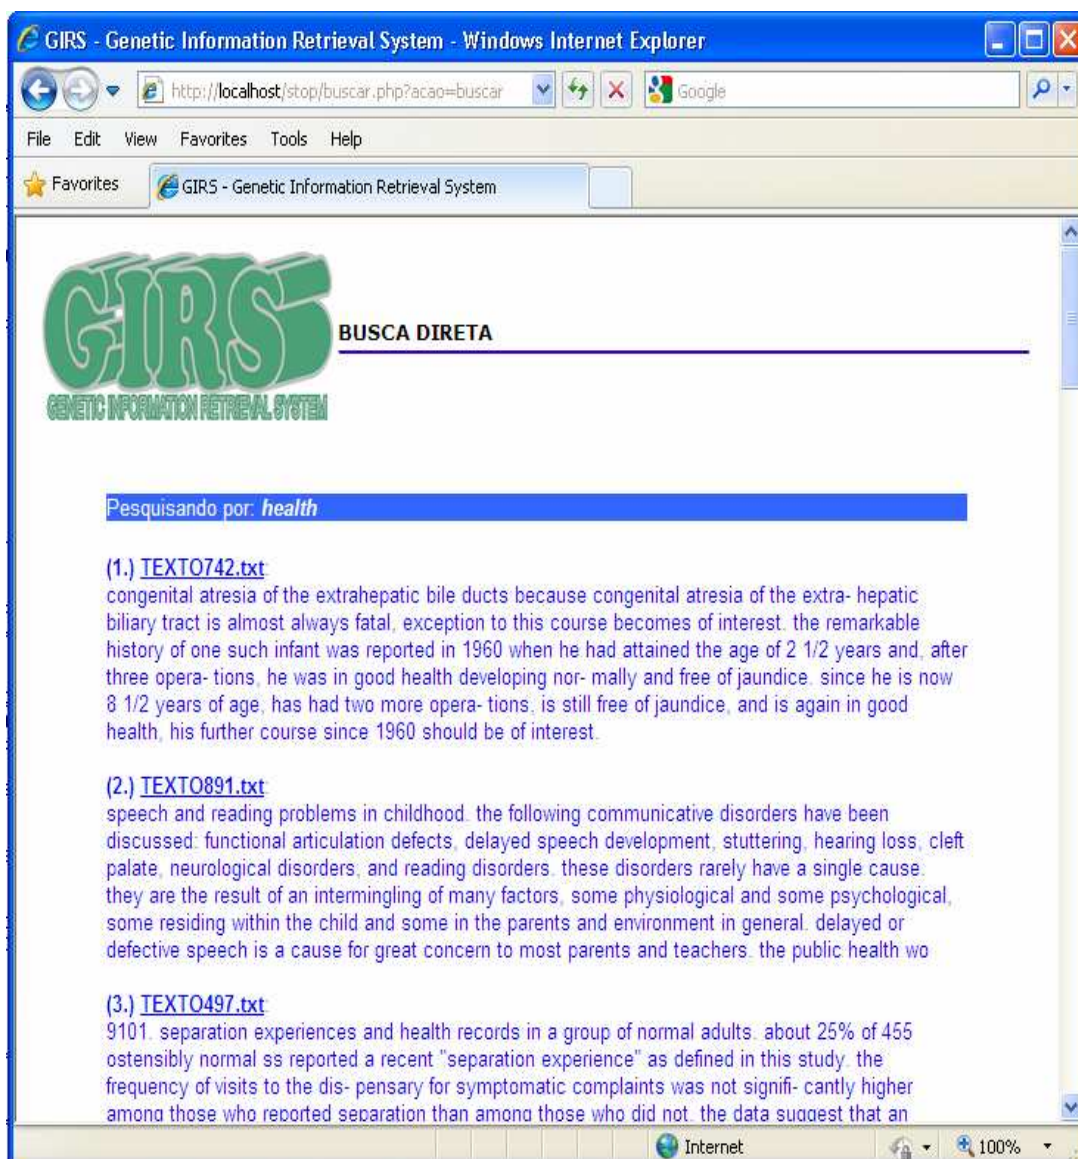 GIRS - Genetic Information Retrieval System - Windows Internet Explorer
http://localhost/stop/buscar.php?acao=buscar
Google
File Edit View Favorites Tools Help
Favorites
GIRS - Genetic Information Retrieval System
GIRS
GENETIC INFORMATION RETRIEVAL SYSTEM
BUSCA DIRETA
Pesquisando por: health
(1.) TEXTO742.txt:
congenital atresia of the extrahepatic bile ducts because congenital atresia of the extra- hepatic
biliary tract is almost always fatal, exception to this course becomes of interest. the remarkable
history of one such infant was reported in 1960 when he had attained the age of 2 1/2 years and, after
three opera- tions, he was in good health developing nor- mally and free of jaundice. since he is now
8 1/2 years of age, has had two more opera- tions, is still free of jaundice, and is again in good
health, his further course since 1960 should be of interest.
(2.) TEXTO891.txt:
speech and reading problems in childhood. the following communicative disorders have been
discussed: functional articulation defects, delayed speech development, stuttering, hearing loss, cleft
palate, neurological disorders, and reading disorders. these disorders rarely have a single cause:
they are the result of an intermingling of many factors, some physiological and some psychological,
some residing within the child and some in the parents and environment in general. delayed or
defective speech is a cause for great concern to most parents and teachers. the public health wo
(3.) TEXTO497.txt:
9101. separation experiences and health records in a group of normal adults. about 25% of 455
ostensibly normal ss reported a recent "separation experience" as defined in this study. the
frequency of visits to the dis- pensary for symptomatic complaints was not signifi- cantly higher
among those who reported separation than among those who did not. the data suggest that an
Internet
100%